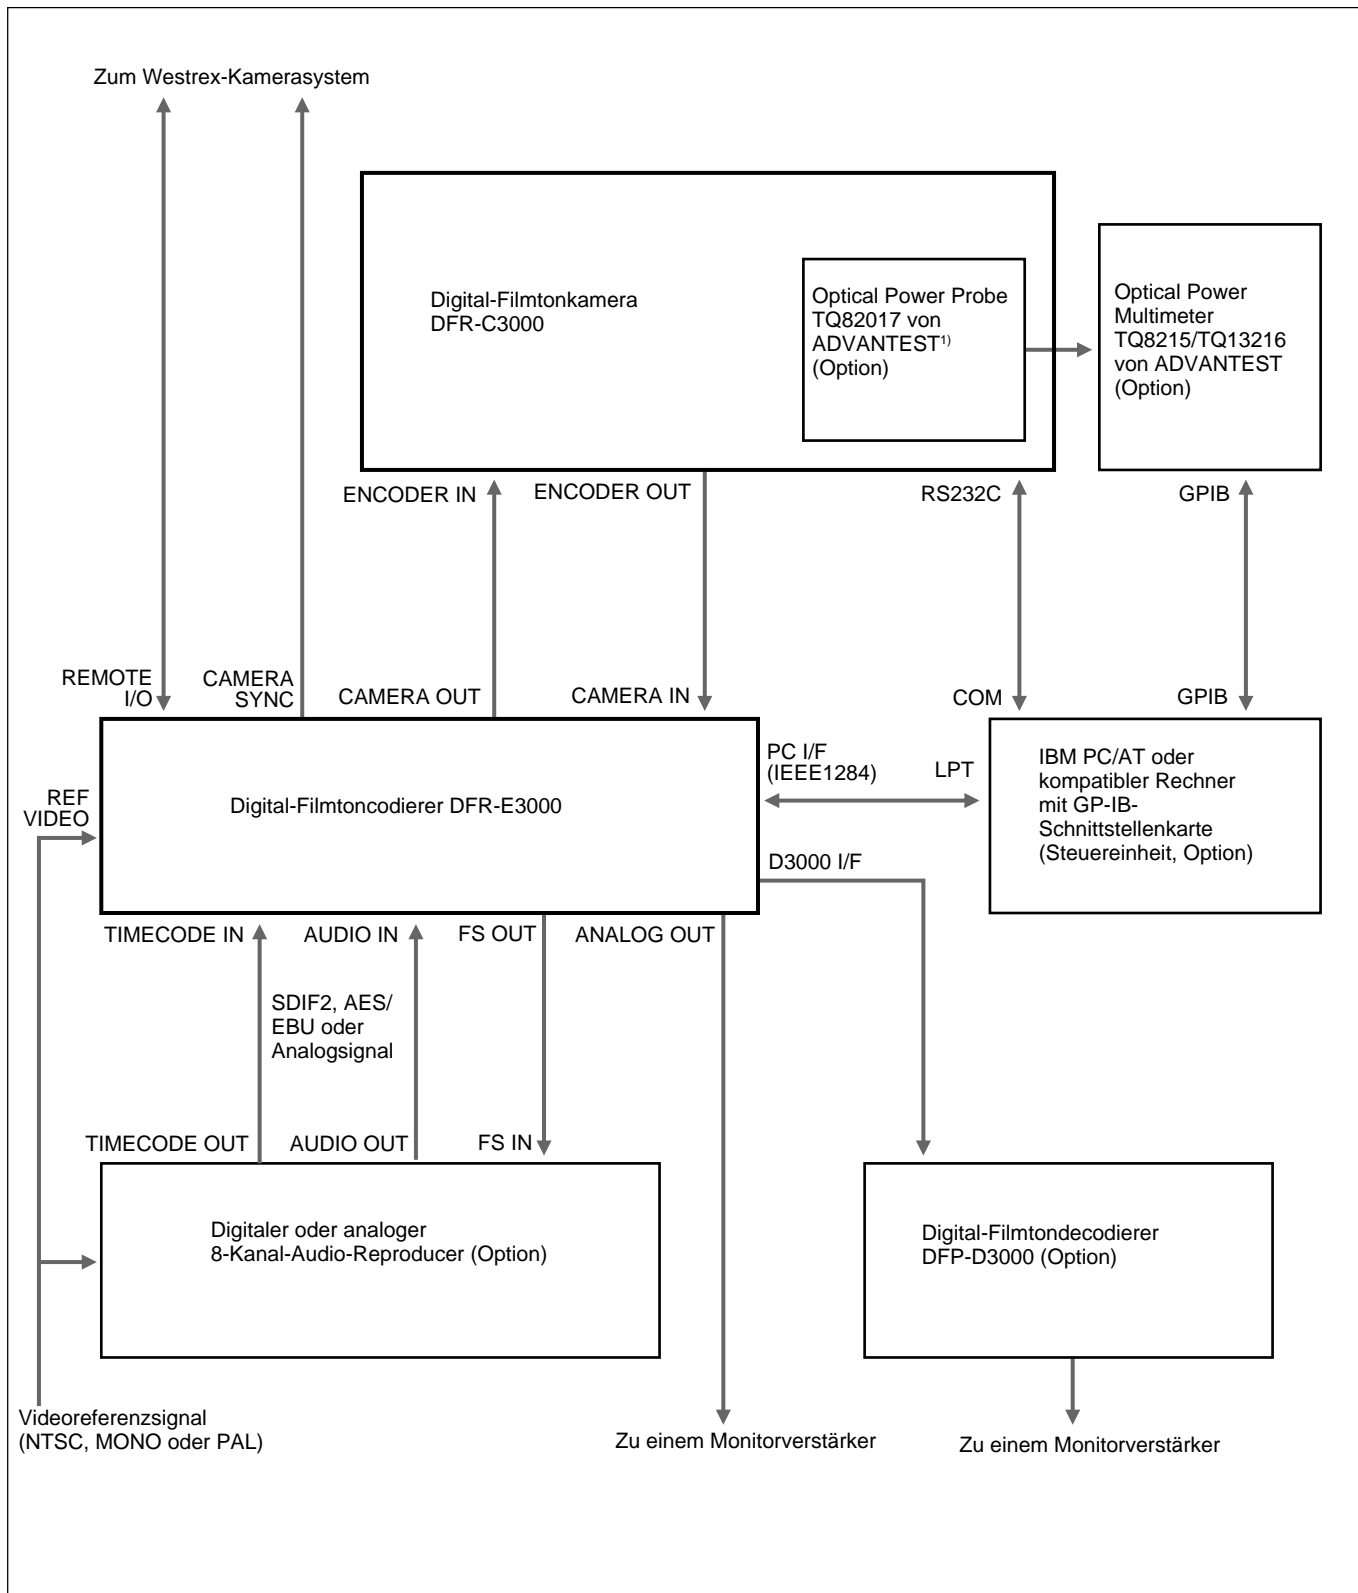 Zum Westrex-Kamerasystem
Digital-Filmtonkamera
DFR-C3000
Optical Power Probe
TQ82017 von
ADVANTEST1)
(Option)
Optical Power
Multimeter
TQ8215/TQ13216
von ADVANTEST
(Option)
ENCODER IN
ENCODER OUT
RS232C
GPIB
REMOTE
I/O
CAMERA
SYNC
CAMERA OUT
CAMERA IN
COM
GPIB
REF
VIDEO
Digital-Filmtoncodierer DFR-E3000
PC I/F
(IEEE1284)
LPT
IBM PC/AT oder
kompatibler Rechner
mit GP-IB-
Schnittstellenkarte
(Steuereinheit, Option)
D3000 I/F
TIMECODE IN
AUDIO IN
FS OUT
ANALOG OUT
SDIF2, AES/
EBU oder
Analogsignal
TIMECODE OUT
AUDIO OUT
FS IN
Digitaler oder analoger
8-Kanal-Audio-Reproducer (Option)
Digital-Filmtondecodierer
DFP-D3000 (Option)
Videoreferenzsignal
(NTSC, MONO oder PAL)
Zu einem Monitorverstärker
Zu einem Monitorverstärker